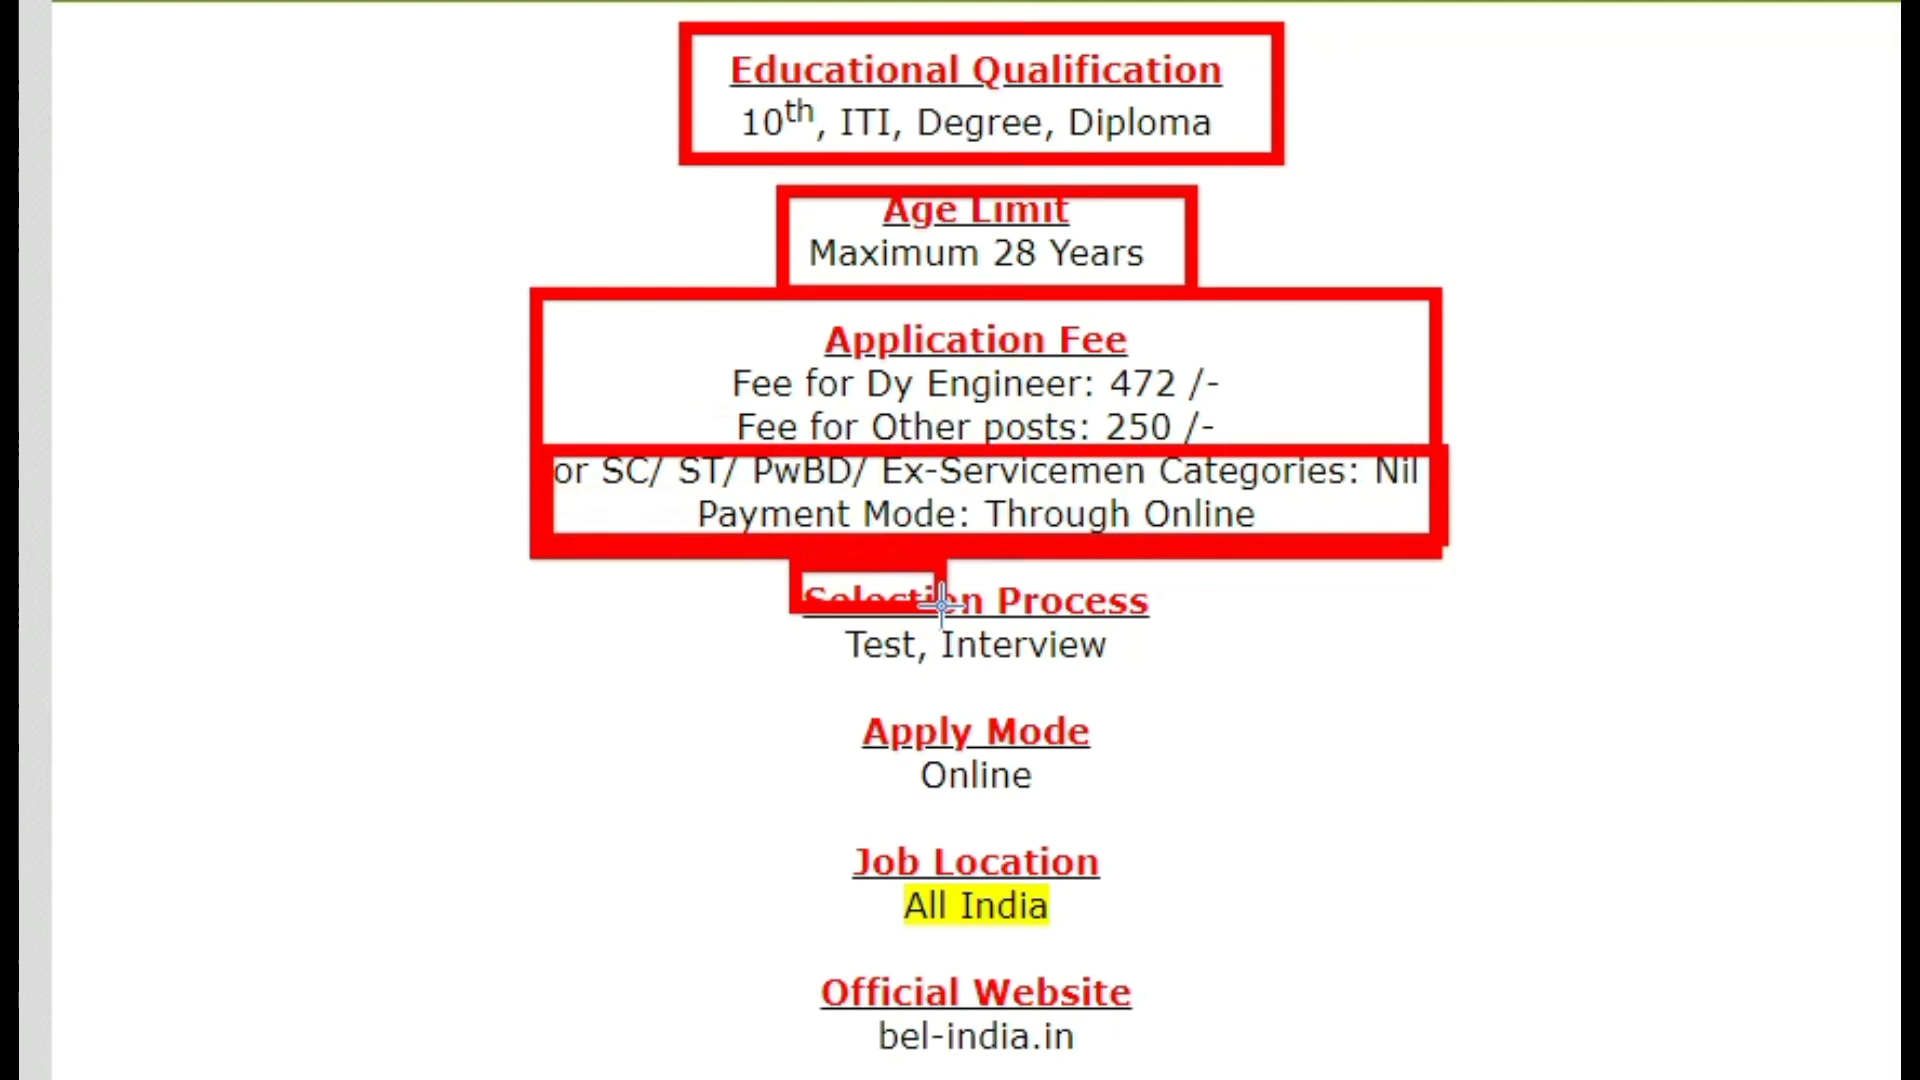 Educational Qualification
10th, ITI, Degree, Diploma
Age Limit
Maximum 28 Years
Application Fee
Fee for Dy Engineer: 472 /-
Fee for Other posts: 250 /-
or SC/ ST/ PwBD/ Ex-Servicemen Categories: Nil
Payment Mode: Through Online
Selection Process
Test, Interview
Apply Mode
Online
Job Location
All India
Official Website
bel-india.in